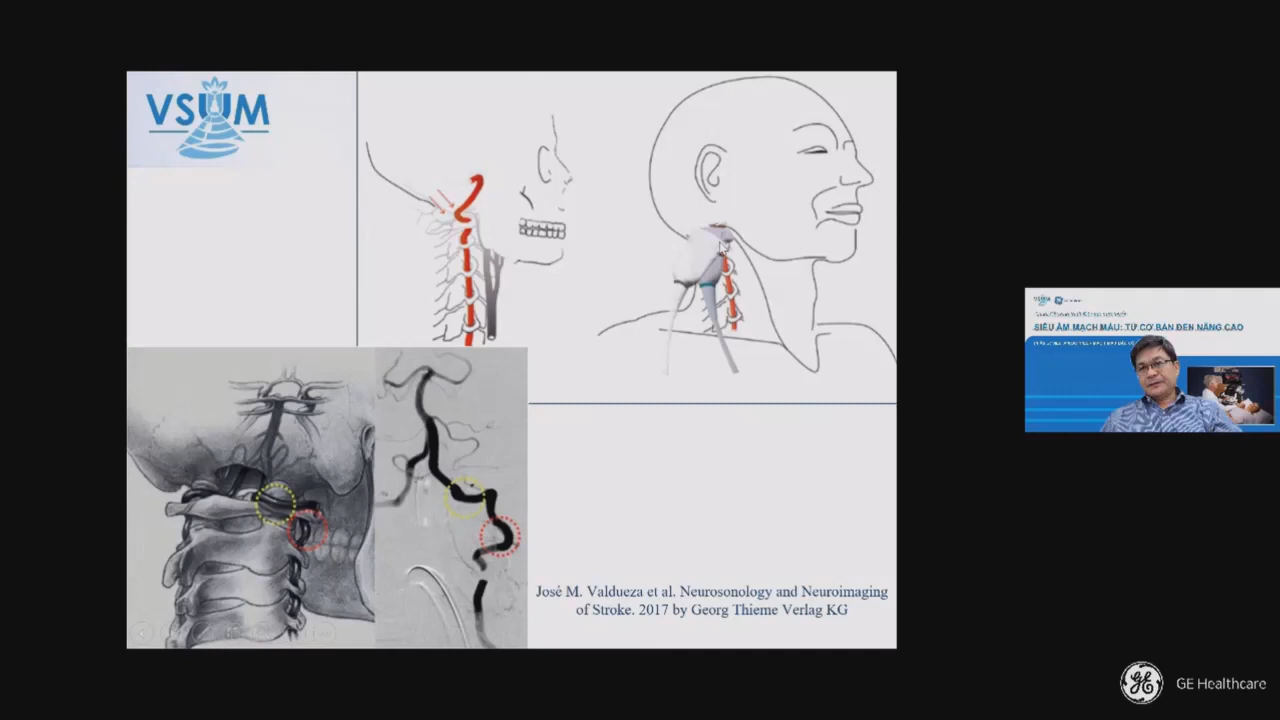 VSUM
José M. Valdueza et al. Neurosonology and Neuroimaging
of Stroke. 2017 by Georg Thieme Verlag KG
SIÊU ÂM MẠCH MÁU: TỪ CƠ BẢN ĐẾN NÂNG CAO
GE Healthcare